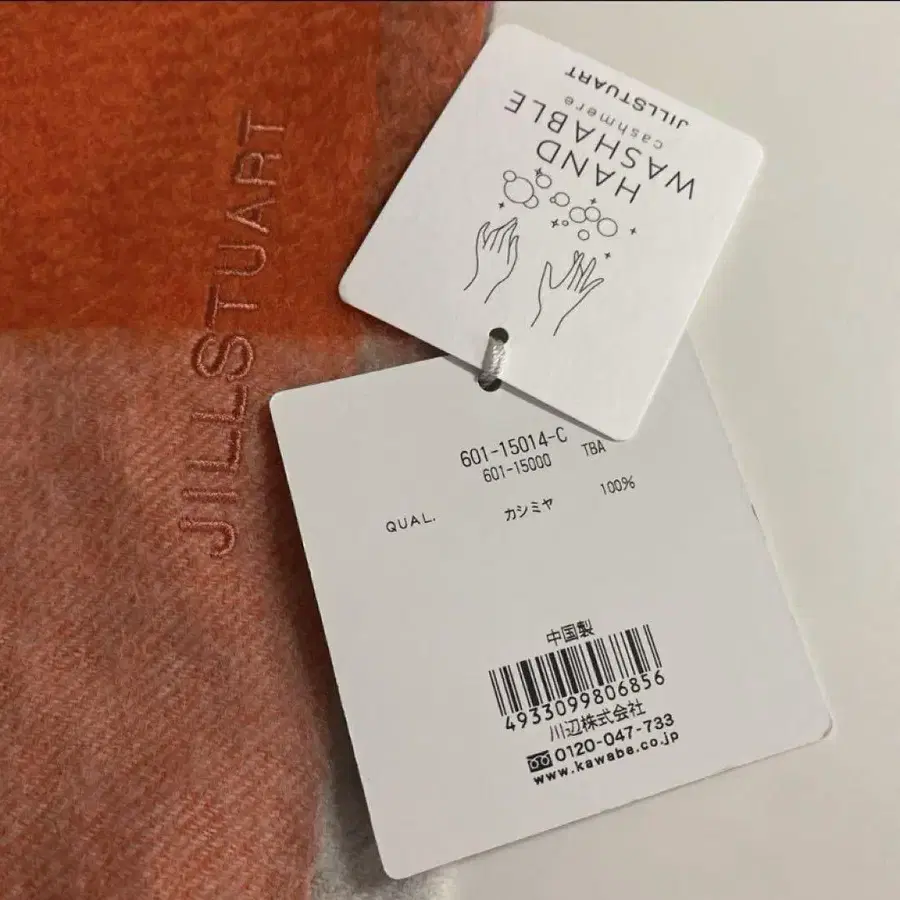 JILLSTUART
HAND
WASHABLE
cashmere
JILLSTUART
601-15014-C
601-15000 TBA
QUAL. カシミヤ 100%
中国製
4933099806856
川辺株式会社
0120-047-733
www.kawabe.co.jp